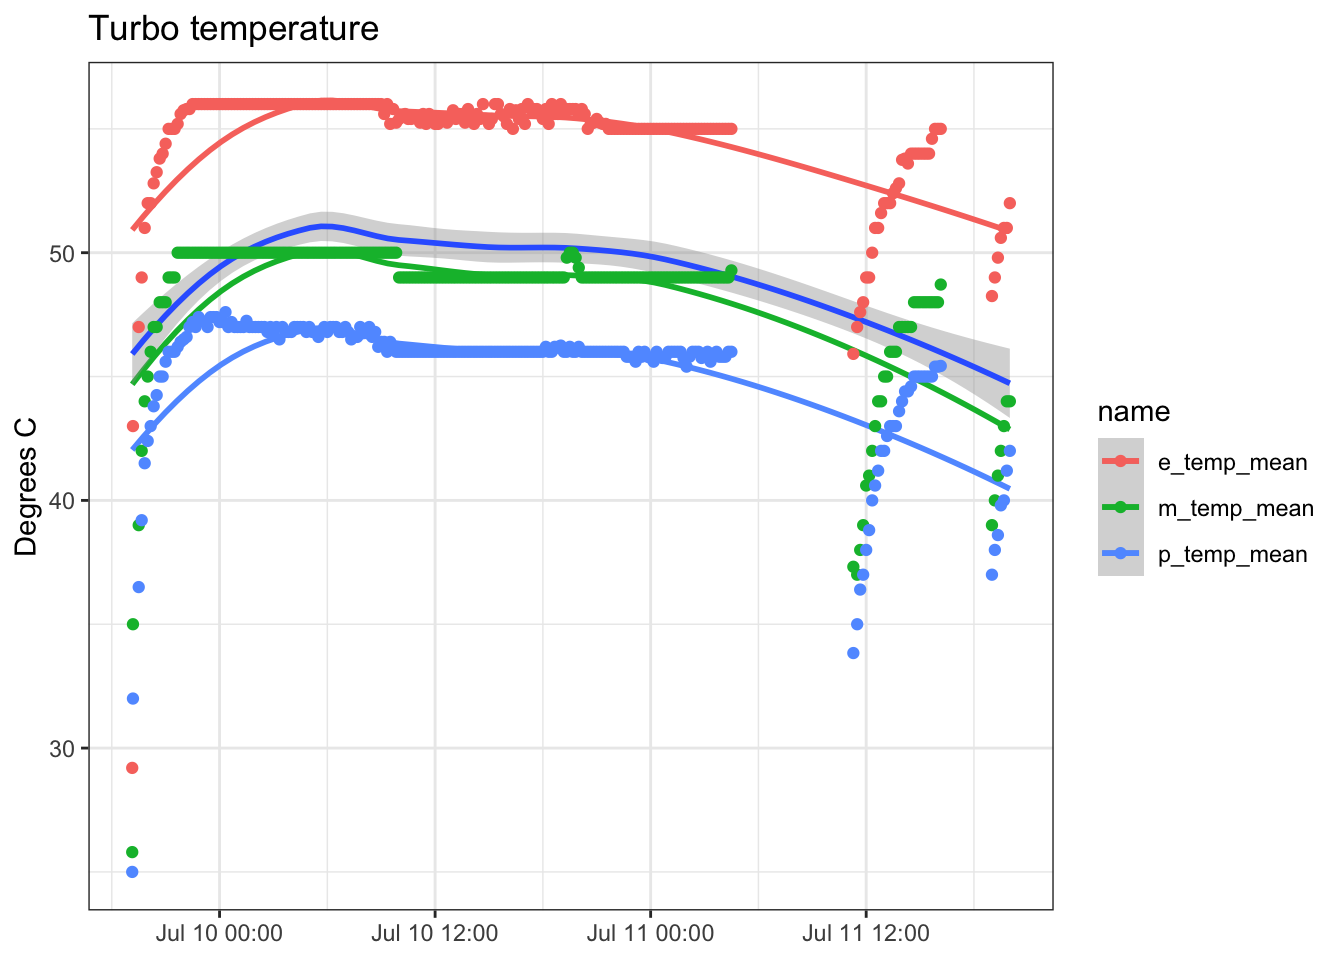 Turbo temperature
Degrees C
50
40
30
Jul 10 00:00
Jul 10 12:00
Jul 11 00:00
Jul 11 12:00
name
e_temp_mean
m_temp_mean
p_temp_mean